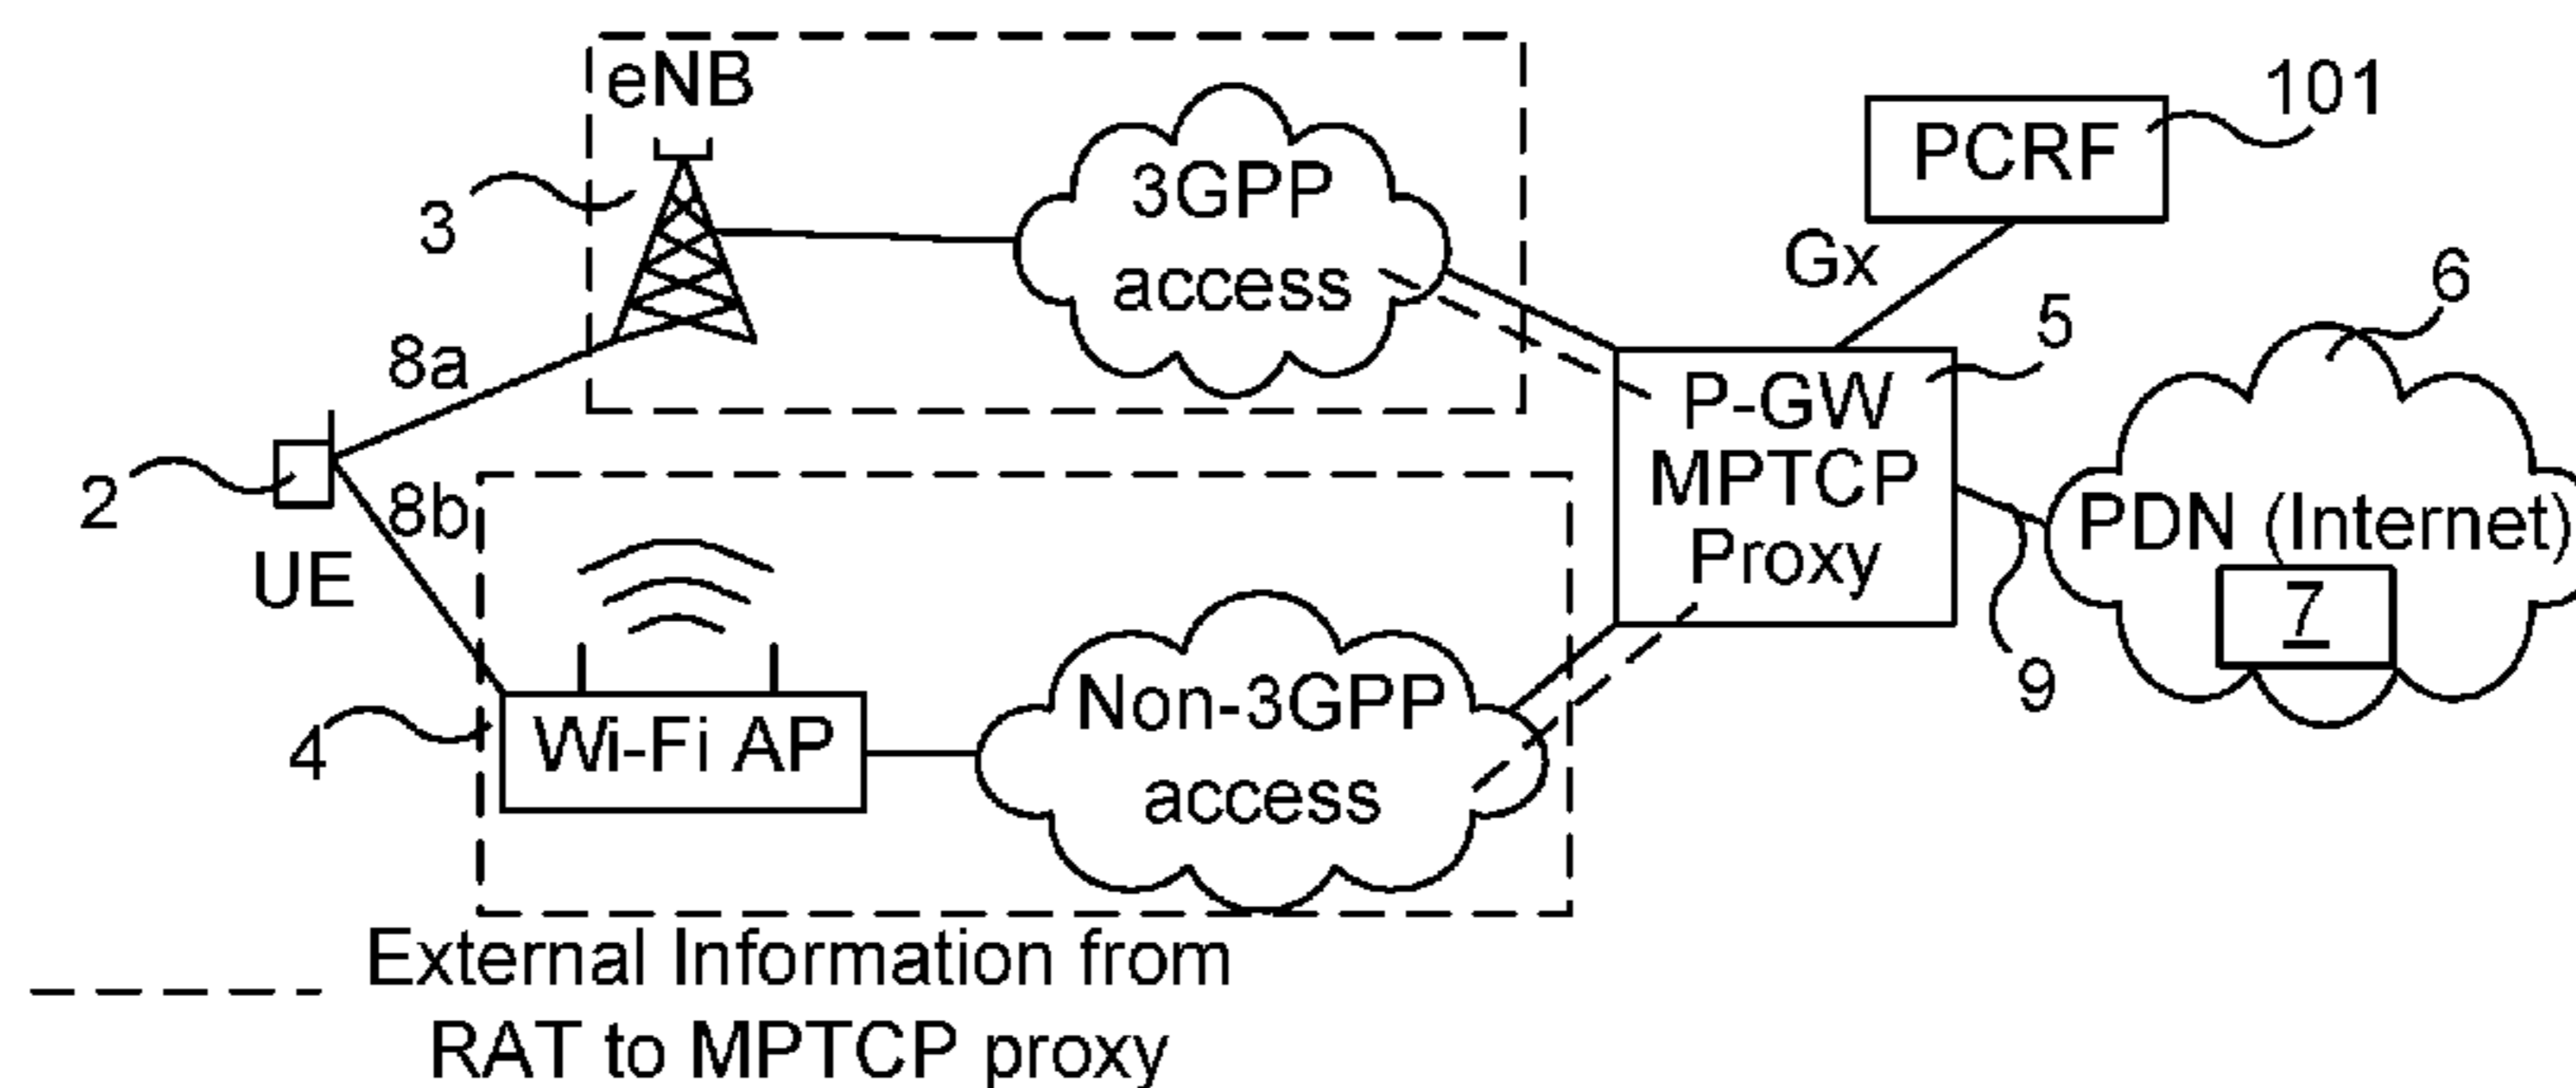 eNB
101
3GPP
access
PCRF
3
Gx
6
5
8a
P-GW
MPTCP
Proxy
2
8b
UE
PDN (Internet)
7
9
4
Wi-Fi AP
Non-3GPP
access
External Information from
RAT to MPTCP proxy